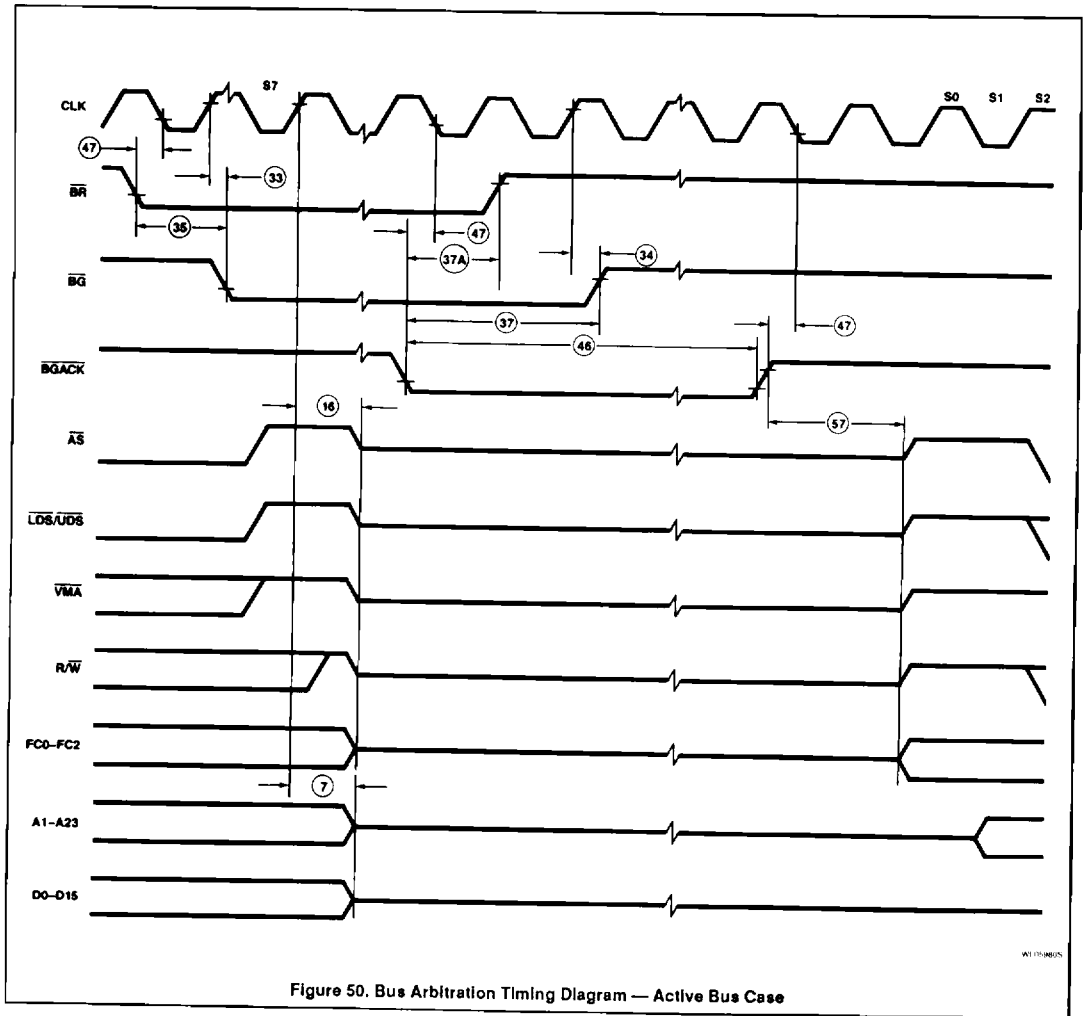 S7
S0 S1 S2
CLK
47
33
BR
35
47
37A
34
BG
37
47
46
BGACK
16
57
AS
LDS/UDS
VMA
R/W
FC0–FC2
7
A1–A23
D0–D15
Figure 50. Bus Arbitration Timing Diagram — Active Bus Case